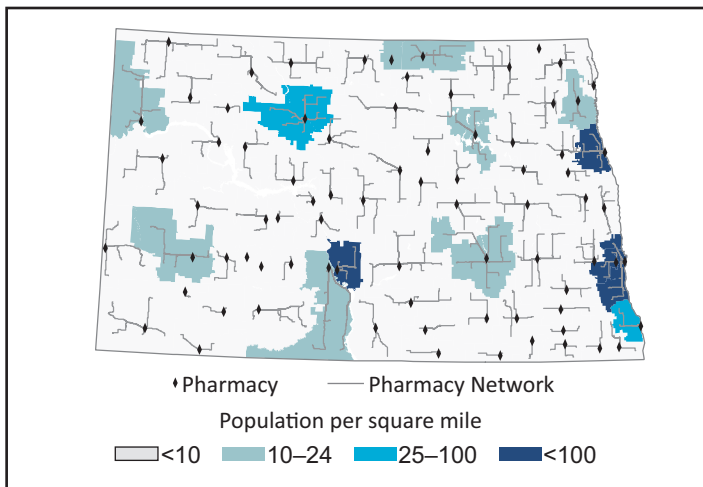 Pharmacy Pharmacy Network
Population per square mile
<10 10–24 25–100 <100